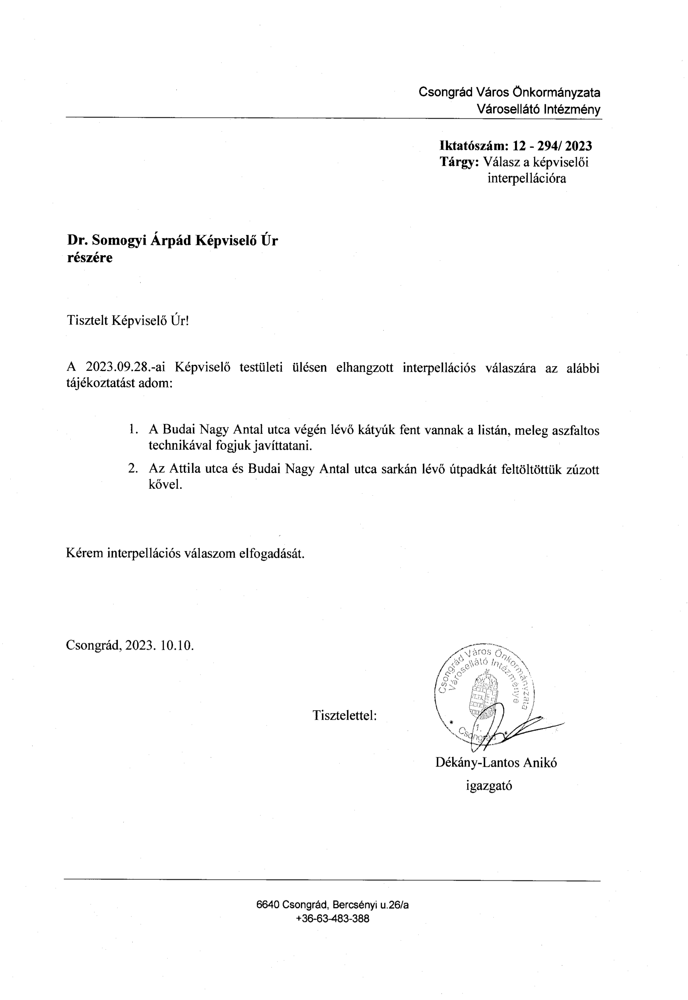 Csongrád Város Önkormányzata
Városellátó Intézmény
Iktatószám: 12 - 294/ 2023
Tárgy: Válasz a képviselői
interpellációra
Dr. Somogyi Árpád Képviselő Úr
részére
Tisztelt Képviselő Úr!
A 2023.09.28.-ai Képviselő testületi ülésen elhangzott interpellációs válaszára az alábbi
tájékoztatást adom:
1. A Budai Nagy Antal utca végén lévő kátyúk fent vannak a listán, meleg aszfaltos
technikával fogjuk javíttatani.
2. Az Attila utca és Budai Nagy Antal utca sarkán lévő útpadkát feltöltöttük zúzott
kővel.
Kérem interpellációs válaszom elfogadását.
Csongrád, 2023. 10.10.
Csongrád Város Önkormányzata
Városellátó Intézménye
1.
* Csongrád *
Tisztelettel:
Dékány-Lantos Anikó
igazgató
6640 Csongrád, Bercsényi u.26/a
+36-63-483-388